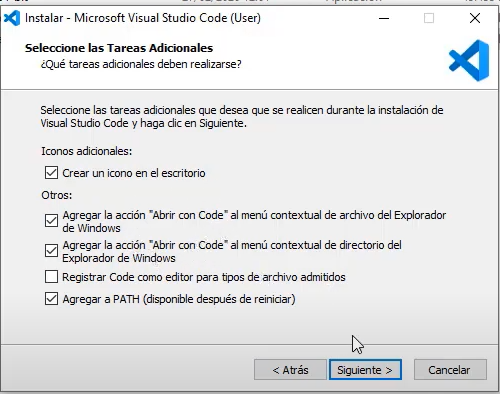 Instalar - Microsoft Visual Studio Code (User)
Seleccione las Tareas Adicionales
¿Qué tareas adicionales deben realizarse?
Seleccione las tareas adicionales que desea que se realicen durante la instalación de
Visual Studio Code y haga clic en Siguiente.
Iconos adicionales:
Crear un icono en el escritorio
Otros:
Agregar la acción "Abrir con Code" al menú contextual de archivo del Explorador
de Windows
Agregar la acción "Abrir con Code" al menú contextual de directorio del
Explorador de Windows
Registrar Code como editor para tipos de archivo admitidos
Agregar a PATH (disponible después de reiniciar)
< Atrás
Siguiente >
Cancelar